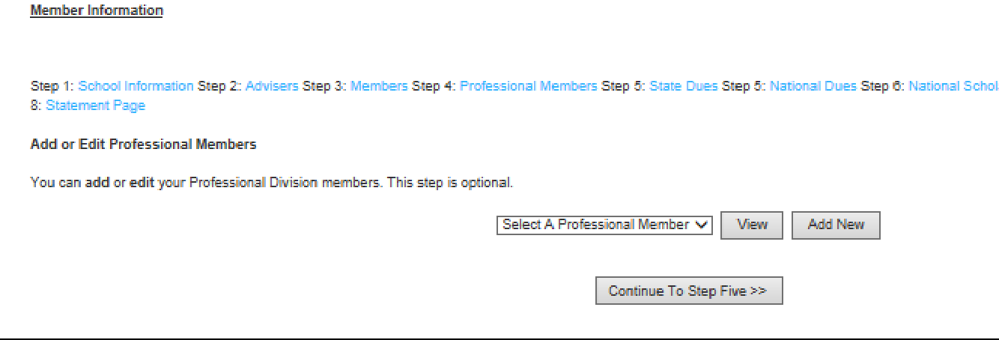 Member Information
Step 1: School Information Step 2: Advisers Step 3: Members Step 4: Professional Members Step 5: State Dues Step 5: National Dues Step 6: National Schol
8: Statement Page
Add or Edit Professional Members
You can add or edit your Professional Division members. This step is optional.
Select A Professional Member View Add New
Continue To Step Five >>